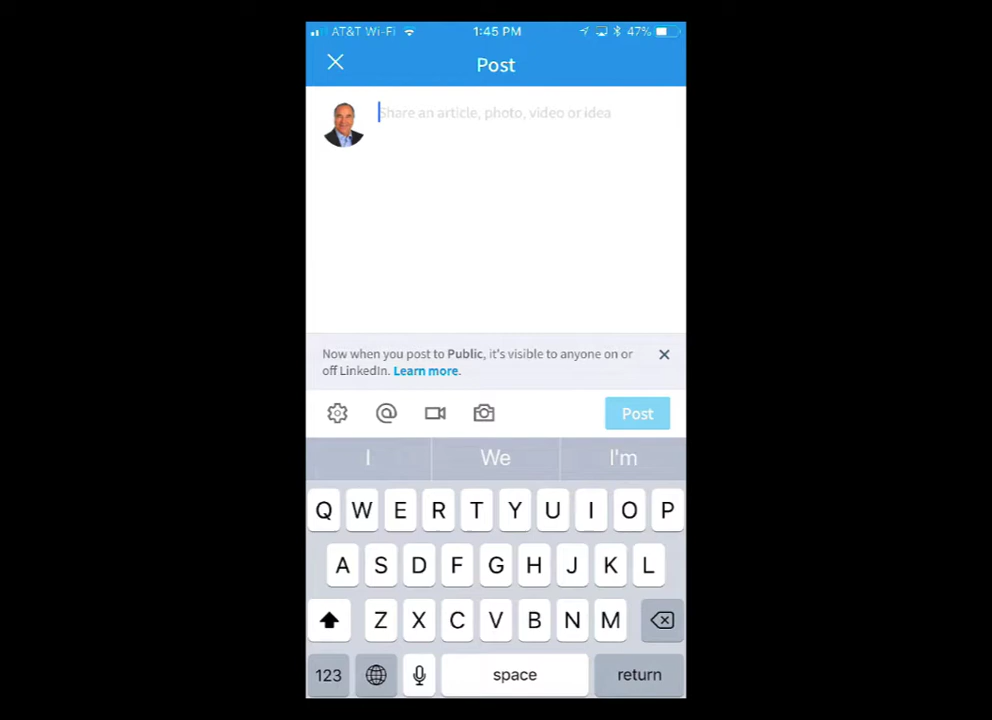 AT&T Wi-Fi 1:45 PM 47%
Post
Share an article, photo, video or idea
Now when you post to Public, it's visible to anyone on or
off LinkedIn. Learn more.
@ Post
I We I'm
Q W E R T Y U I O P
A S D F G H J K L
Z X C V B N M
123 space return